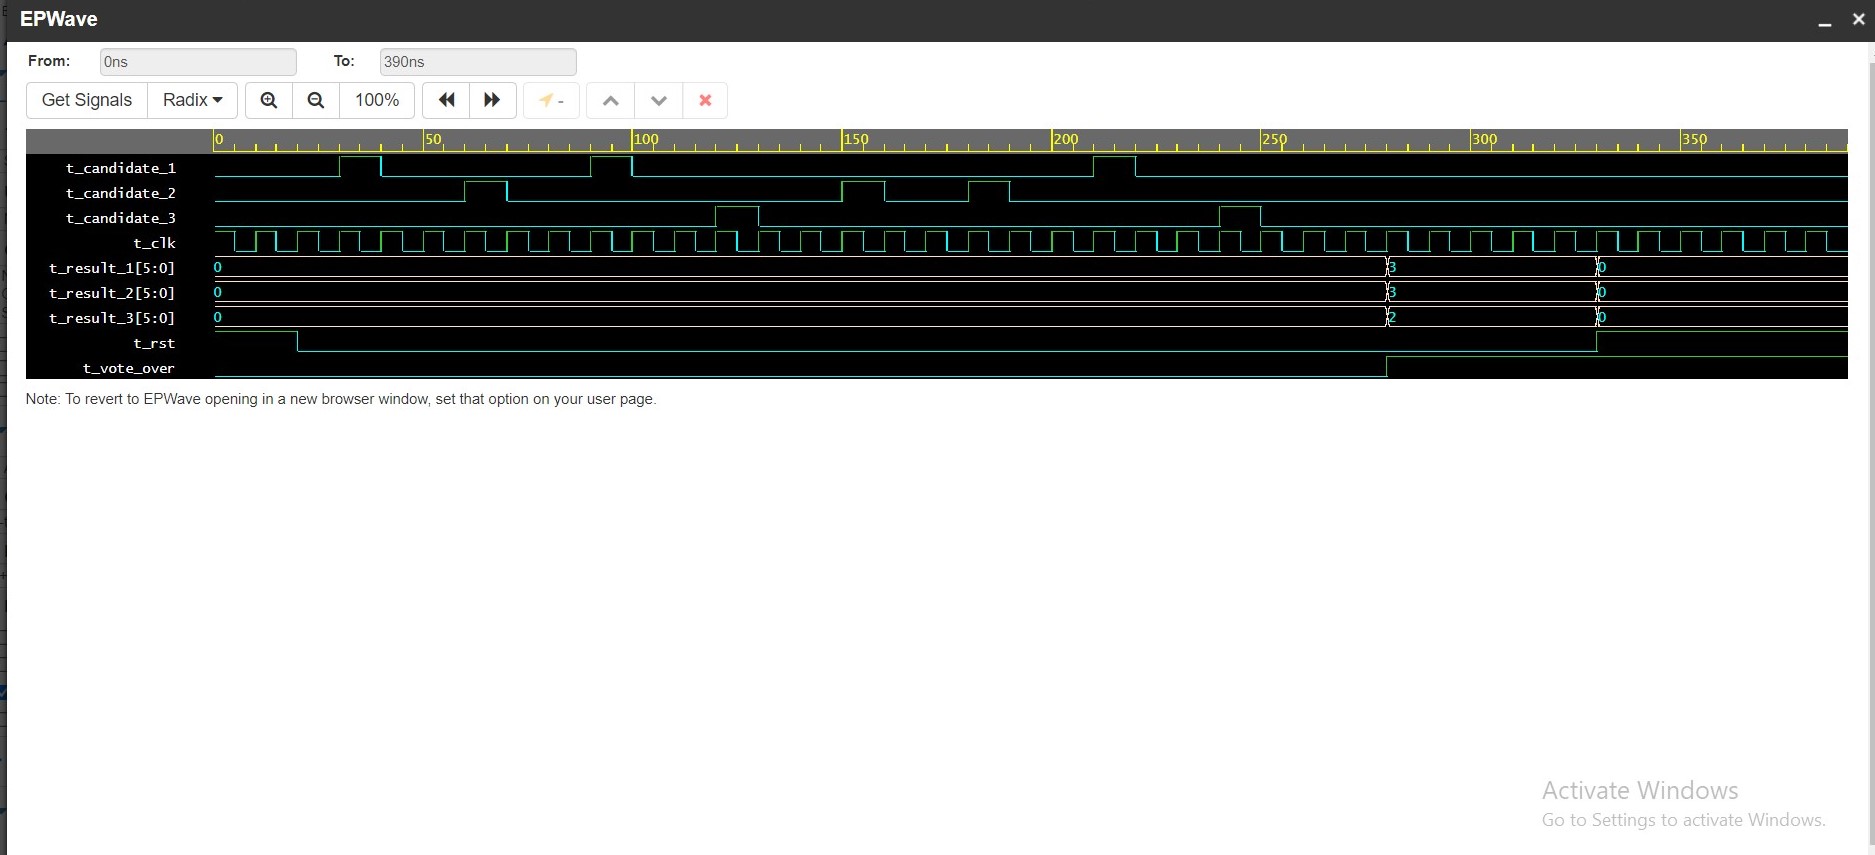 EPWave
From: 0ns To: 390ns
Get Signals Radix 100% -
0 50 100 150 200 250 300 350
t_candidate_1
t_candidate_2
t_candidate_3
t_clk
t_result_1[5:0] 0 3 0
t_result_2[5:0] 0 3 0
t_result_3[5:0] 0 2 0
t_rst
t_vote_over
Note: To revert to EPWave opening in a new browser window, set that option on your user page.
Activate Windows
Go to Settings to activate Windows.